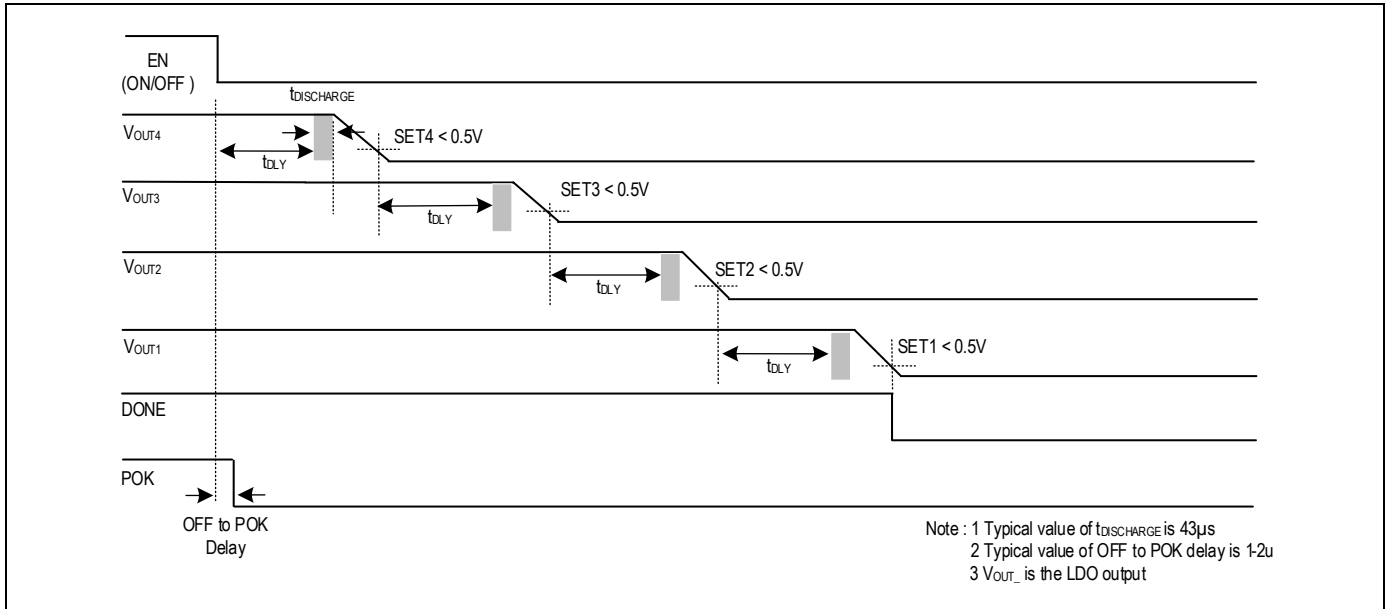 EN
(ON/OFF )
tDISCHARGE
VOUT4
SET4 < 0.5V
tDLY
VOUT3
SET3 < 0.5V
tDLY
VOUT2
SET2 < 0.5V
tDLY
VOUT1
SET1 < 0.5V
tDLY
DONE
POK
OFF to POK
Delay
Note : 1 Typical value of tDISCHARGE is 43µs
2 Typical value of OFF to POK delay is 1-2u
3 VOUT_ is the LDO output